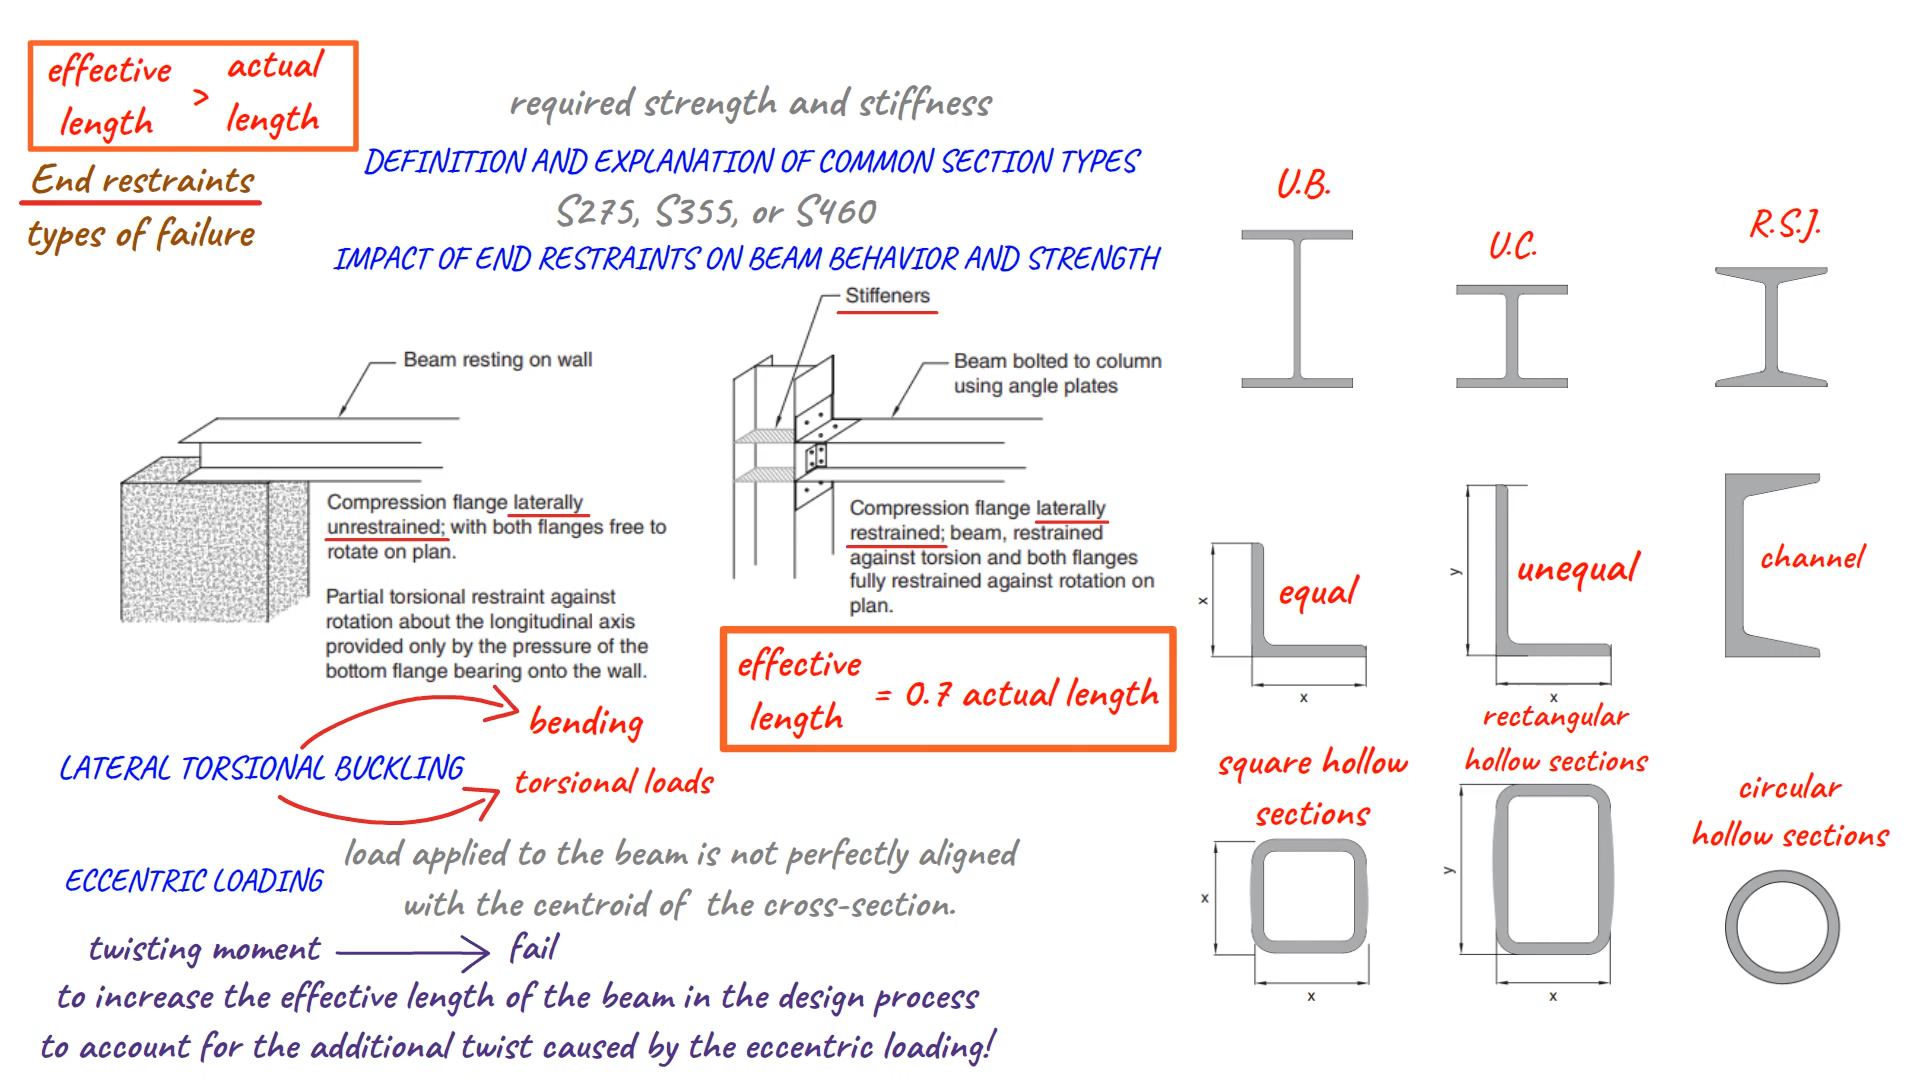 effective
length
>
actual
length
End restraints
types of failure
required strength and stiffness
DEFINITION AND EXPLANATION OF COMMON SECTION TYPES
S275, S355, or S460
IMPACT OF END RESTRAINTS ON BEAM BEHAVIOR AND STRENGTH
Beam resting on wall
Compression flange laterally
unrestrained; with both flanges free to
rotate on plan.
Partial torsional restraint against
rotation about the longitudinal axis
provided only by the pressure of the
bottom flange bearing onto the wall.
Stiffeners
Beam bolted to column
using angle plates
Compression flange laterally
restrained; beam, restrained
against torsion and both flanges
fully restrained against rotation on
plan.
effective
length
= 0.7 actual length
LATERAL TORSIONAL BUCKLING
bending
torsional loads
ECCENTRIC LOADING
load applied to the beam is not perfectly aligned
with the centroid of the cross-section.
twisting moment
fail
to increase the effective length of the beam in the design process
to account for the additional twist caused by the eccentric loading!
U.B.
U.C.
R.S.J.
equal
x
x
unequal
y
x
channel
square hollow
sections
x
x
rectangular
hollow sections
y
x
circular
hollow sections